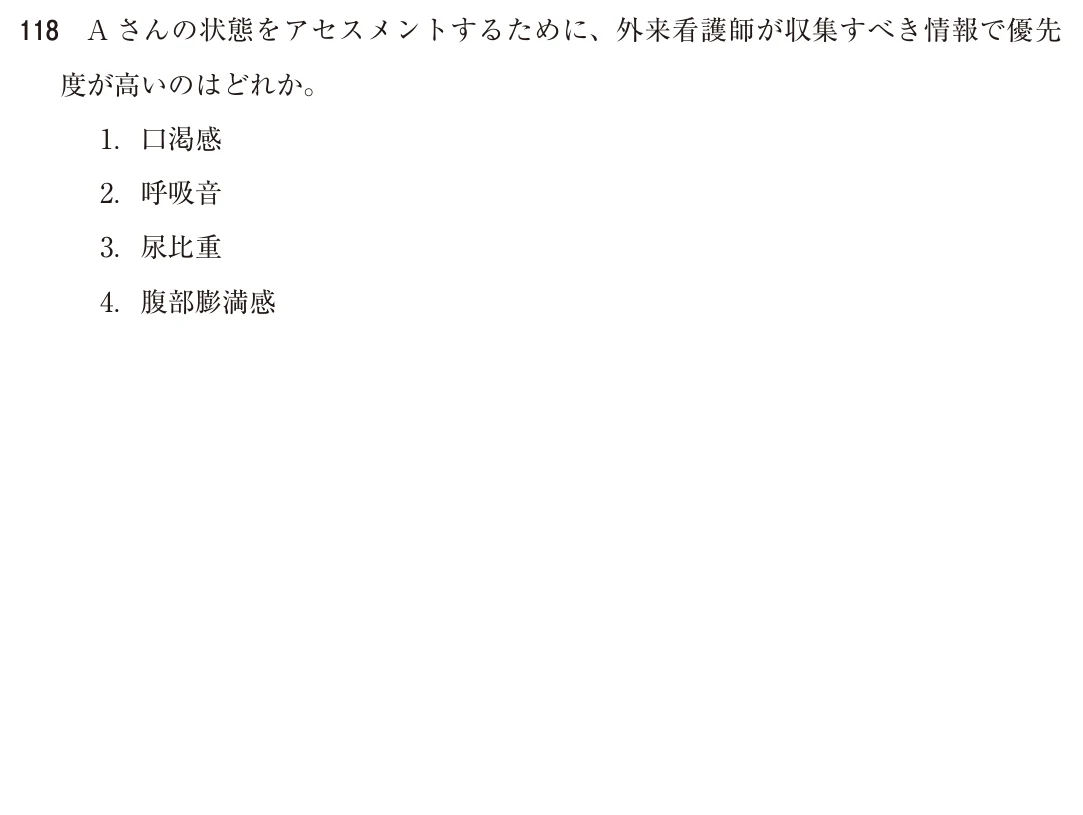 118 Aさんの状態をアセスメントするために、外来看護師が収集すべき情報で優先
度が高いのはどれか。
1. 口渇感
2. 呼吸音
3. 尿比重
4. 腹部膨満感